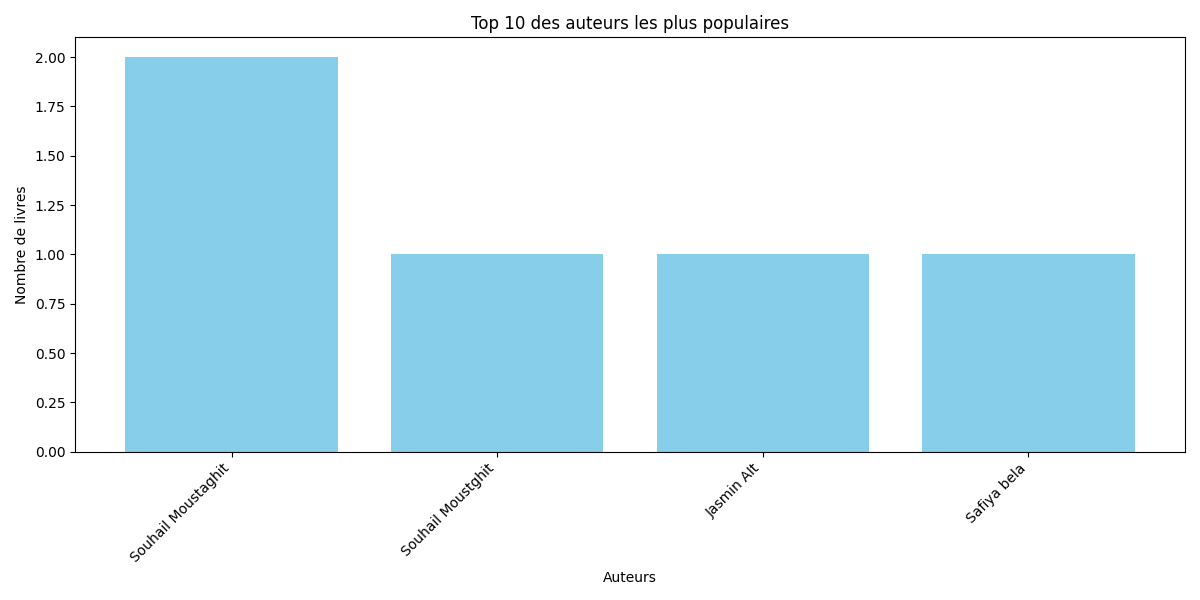 Top 10 des auteurs les plus populaires
Nombre de livres
2.00
1.75
1.50
1.25
1.00
0.75
0.50
0.25
0.00
Souhail Moustaghit
Souhail Moustghit
Jasmin Alt
Safiya bela
Auteurs